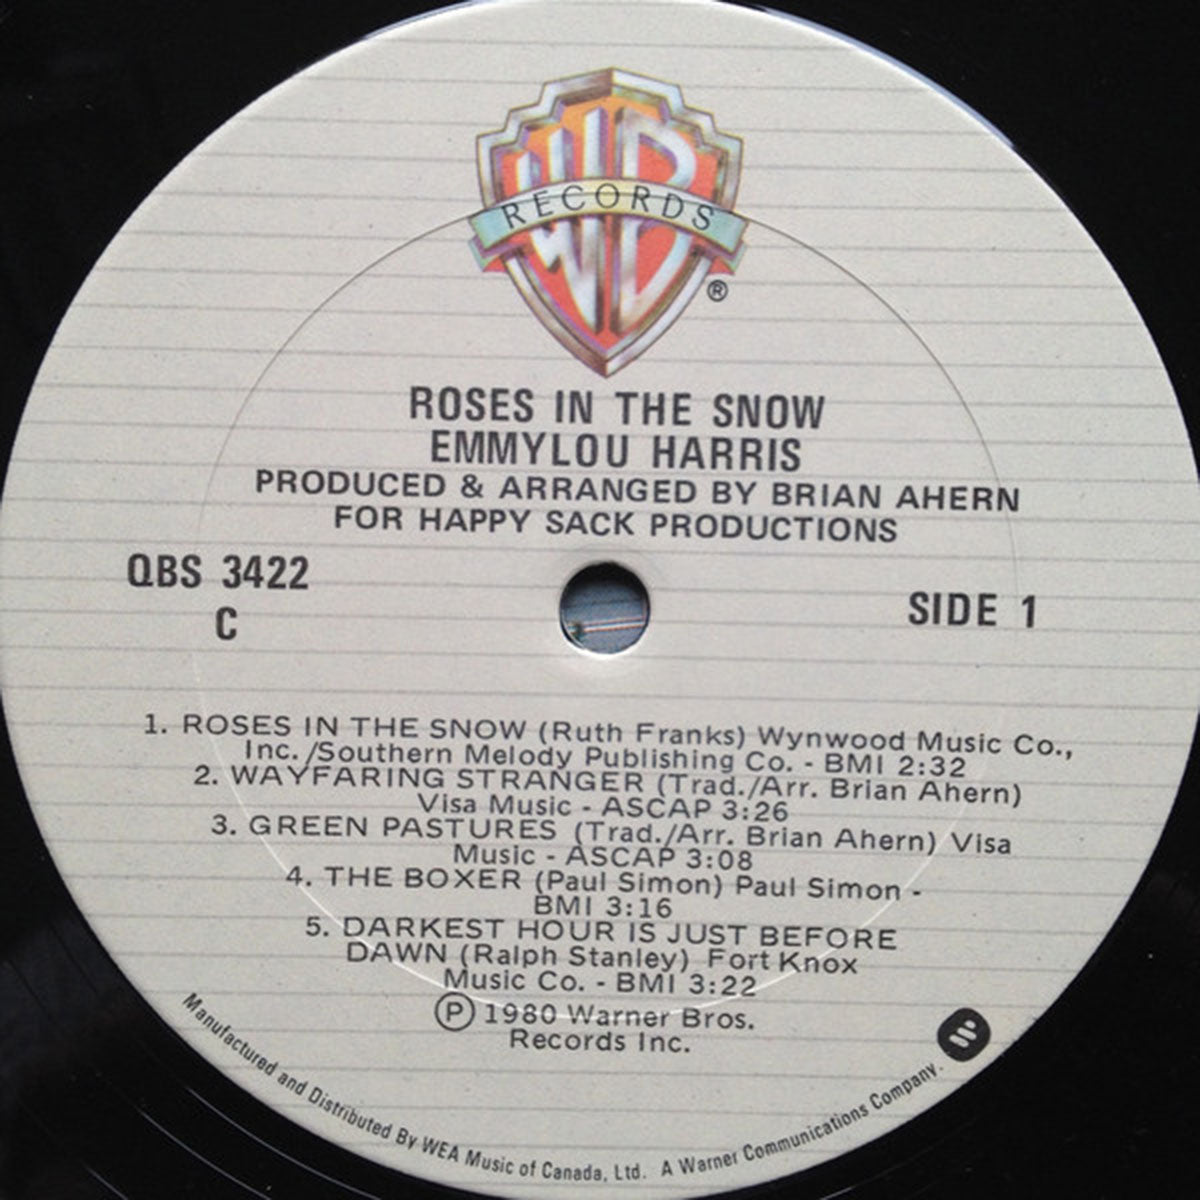 WB
RECORDS
®
ROSES IN THE SNOW
EMMYLOU HARRIS
PRODUCED & ARRANGED BY BRIAN AHERN
FOR HAPPY SACK PRODUCTIONS
QBS 3422
C
SIDE 1
1. ROSES IN THE SNOW (Ruth Franks) Wynwood Music Co.,
Inc./Southern Melody Publishing Co. - BMI 2:32
2. WAYFARING STRANGER (Trad./Arr. Brian Ahern)
Visa Music - ASCAP 3:26
3. GREEN PASTURES (Trad./Arr. Brian Ahern) Visa
Music - ASCAP 3:08
4. THE BOXER (Paul Simon) Paul Simon -
BMI 3:16
5. DARKEST HOUR IS JUST BEFORE
DAWN (Ralph Stanley) Fort Knox
Music Co. - BMI 3:22
Ⓟ 1980 Warner Bros.
Records Inc.
Manufactured and Distributed By WEA Music of Canada, Ltd. A Warner Communications Company.